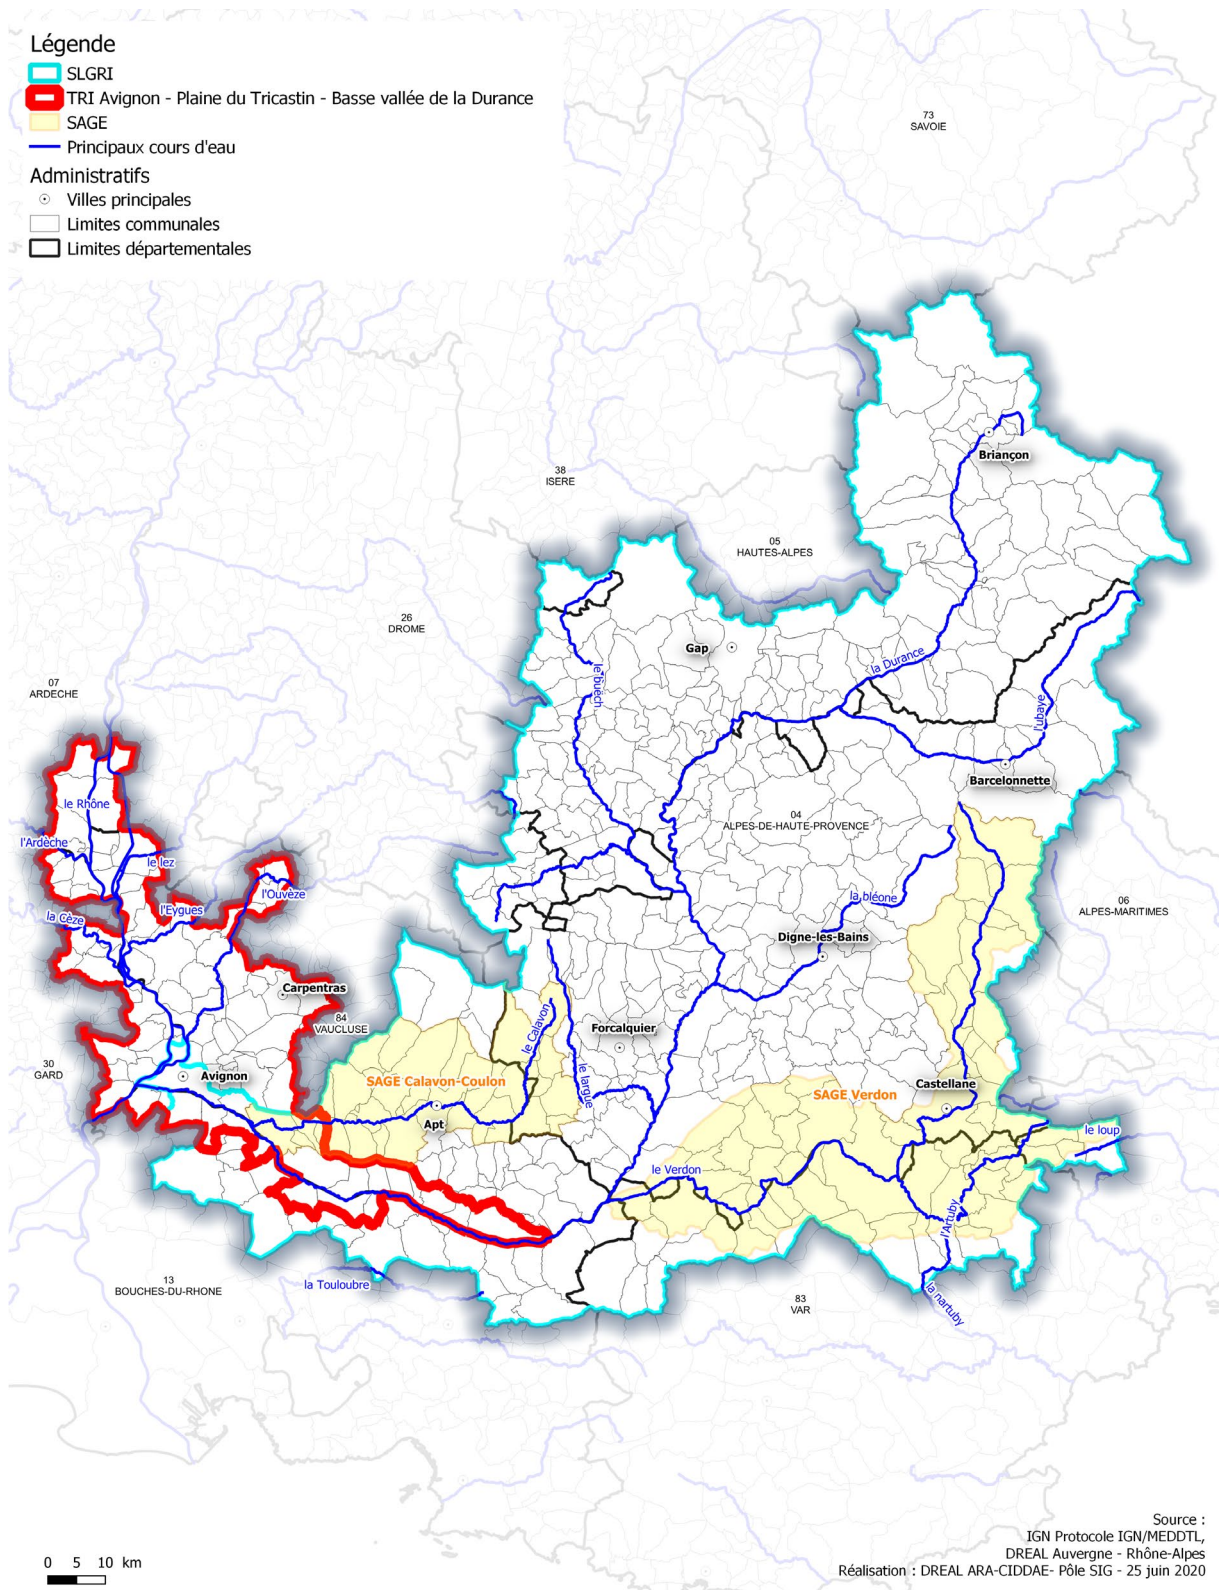 Légende
SLGRI
TRI Avignon - Plaine du Tricastin - Basse vallée de la Durance
SAGE
Principaux cours d'eau
Administratifs
Villes principales
Limites communales
Limites départementales
73
SAVOIE
Briançon
38
ISERE
05
HAUTES-ALPES
26
DROME
Gap
la Durance
le buëch
07
ARDECHE
l'ubaye
Barcelonnette
le Rhône
04
ALPES-DE-HAUTE-PROVENCE
l'Ardèche
le lez
l'Ouvèze
la bléone
06
ALPES-MARITIMES
l'Eygues
la Cèze
Digne-les-Bains
Carpentras
84
VAUCLUSE
le Calavon
Forcalquier
30
GARD
Avignon
SAGE Calavon-Coulon
le largue
Castellane
SAGE Verdon
Apt
le loup
le Verdon
l'Artuby
13
BOUCHES-DU-RHONE
la Touloubre
83
VAR
la nartuby
0 5 10 km
Source :
IGN Protocole IGN/MEDDTL,
DREAL Auvergne - Rhône-Alpes
Réalisation : DREAL ARA-CIDDAE- Pôle SIG - 25 juin 2020